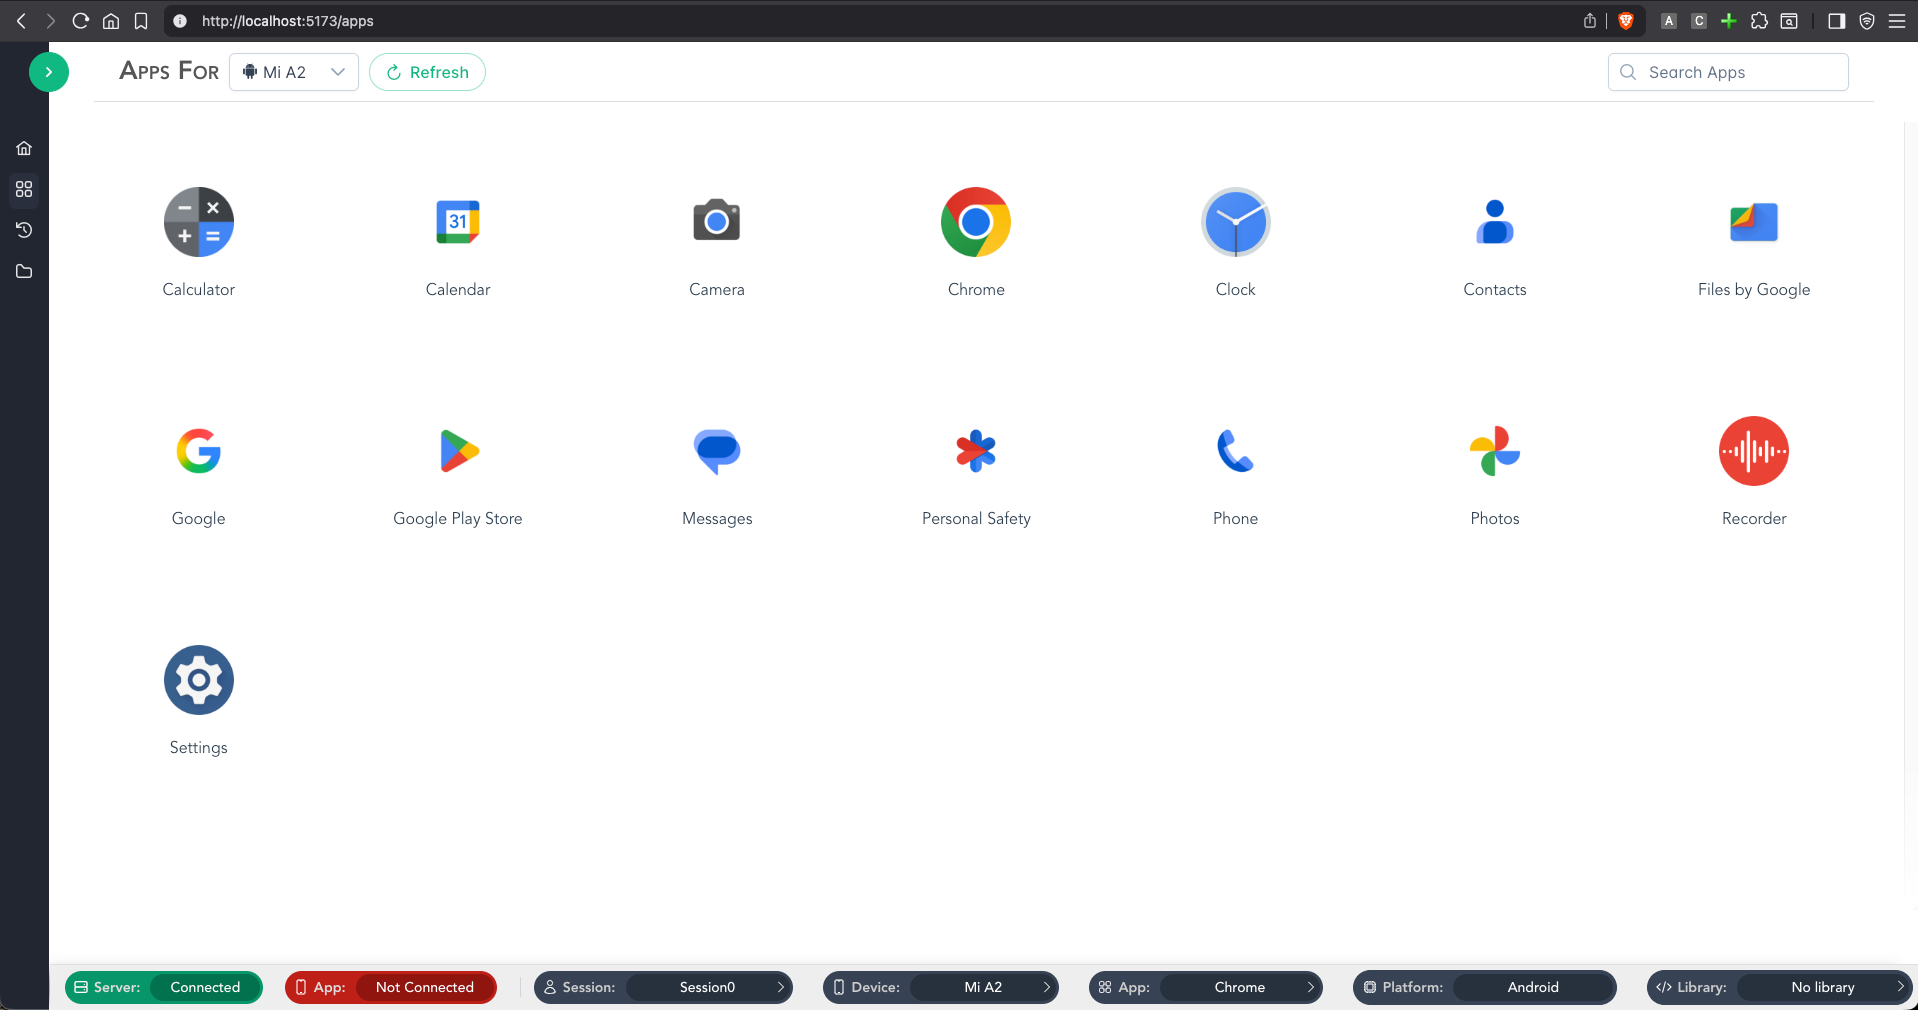 http://localhost:5173/apps
A
C
Apps For
Mi A2
Refresh
Search Apps
31
Calculator
Calendar
Camera
Chrome
Clock
Contacts
Files by Google
Google
Google Play Store
Messages
Personal Safety
Phone
Photos
Recorder
Settings
Server: Connected
App: Not Connected
Session: Session0
Device: Mi A2
App: Chrome
Platform: Android
Library: No library